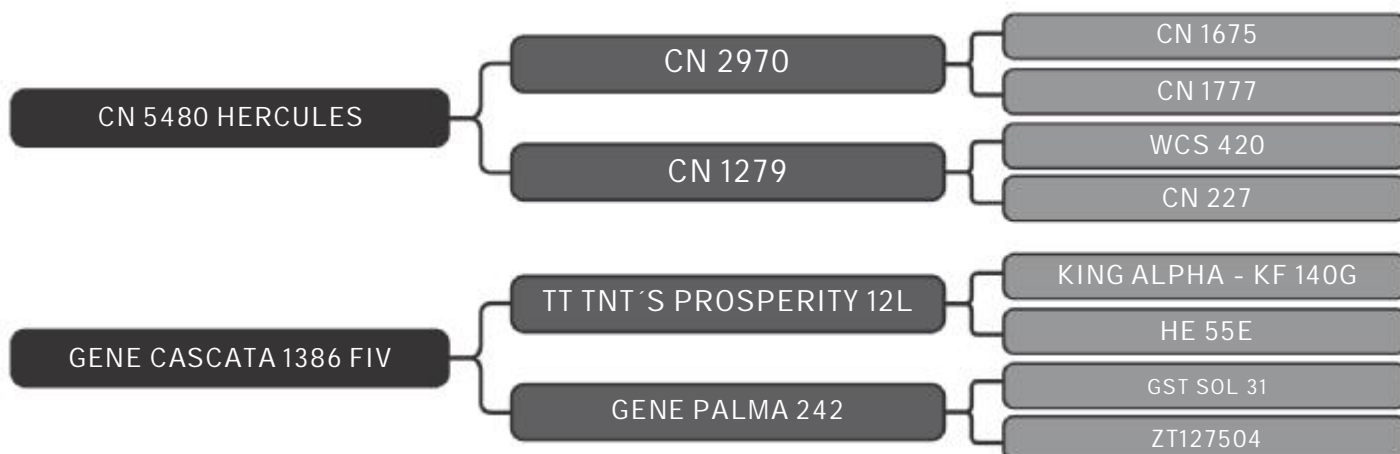 CN 5480 HERCULES
CN 2970
CN 1675
CN 1777
CN 1279
WCS 420
CN 227
GENE CASCATA 1386 FIV
TT TNT´S PROSPERITY 12L
KING ALPHA - KF 140G
HE 55E
GENE PALMA 242
GST SOL 31
ZT127504